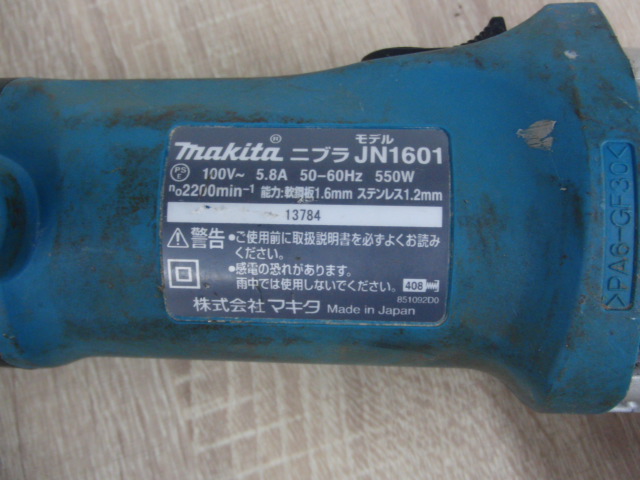 makita® ニブラ モデル JN1601
PS E 100V~ 5.8A 50-60Hz 550W
n₀2200min⁻¹ 能力:軟鋼板1.6mm ステンレス1.2mm
13784
警告 •ご使用前に取扱説明書を必ずよくお読み
ください。
•感電の恐れがあります。
雨中では使用しないでください。
408
851092D0
株式会社 マキタ Made in Japan
>PA6-GF30<